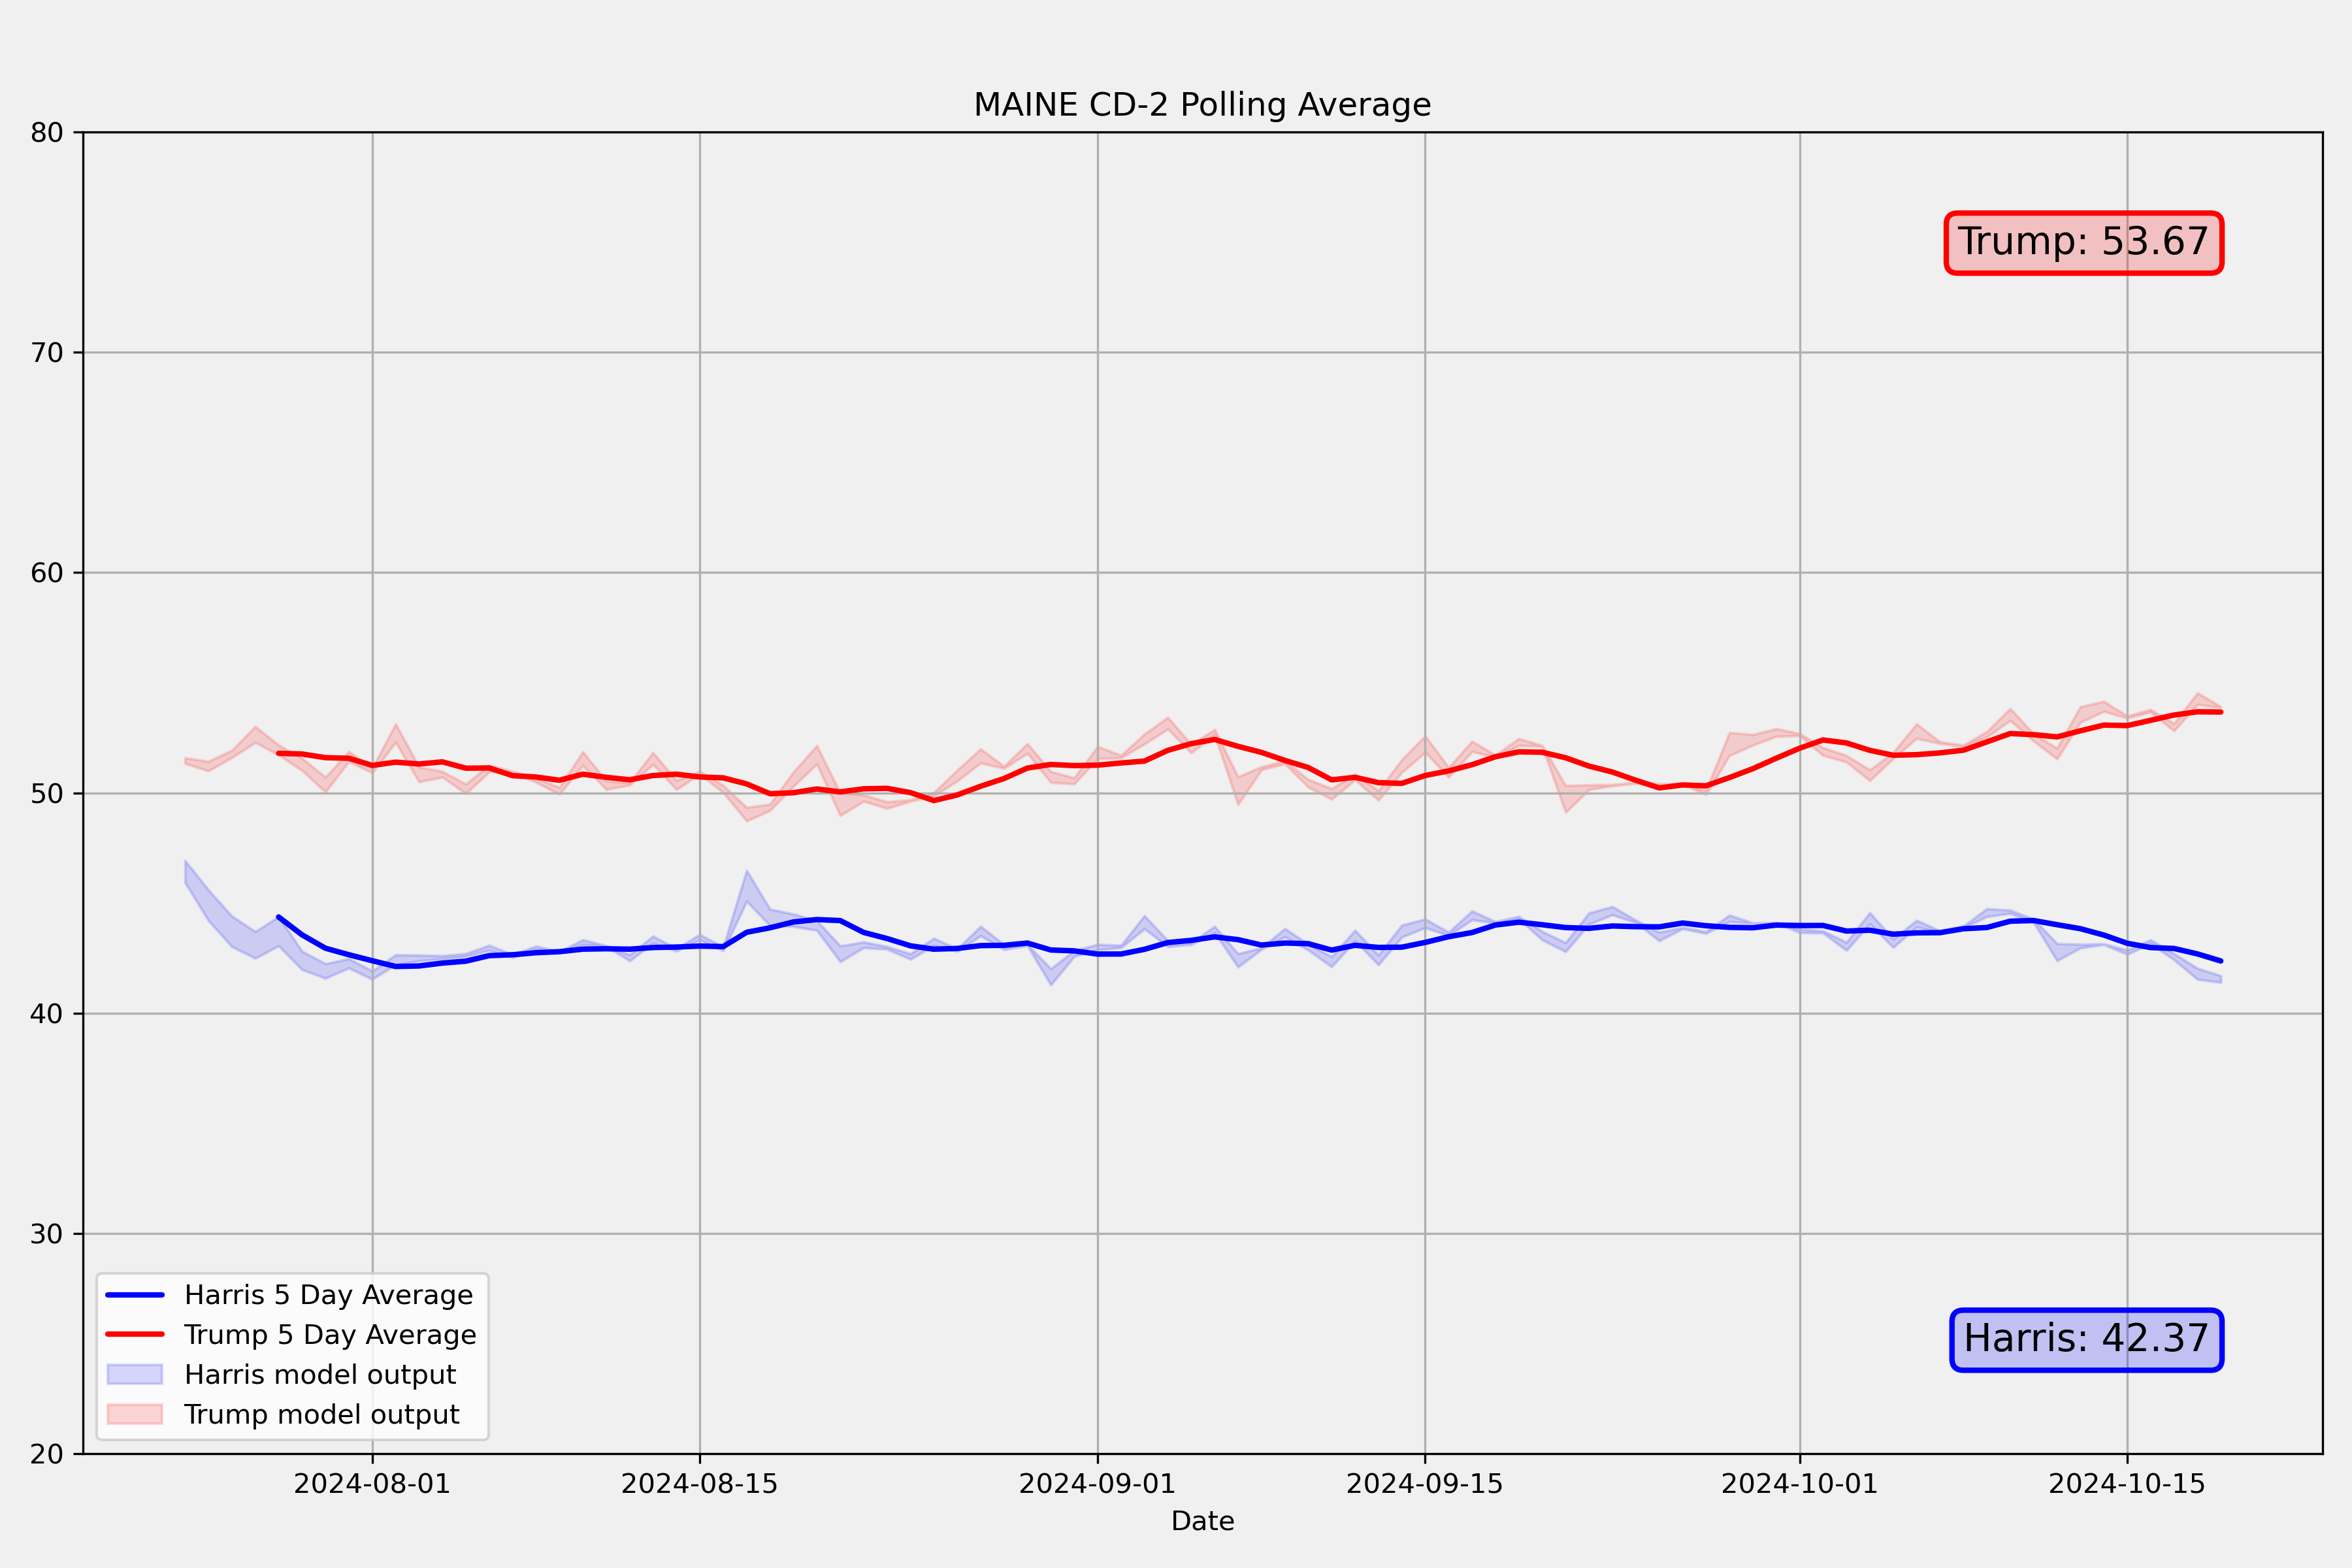 MAINE CD-2 Polling Average
80
70
60
50
40
30
20
Trump: 53.67
Harris: 42.37
Harris 5 Day Average
Trump 5 Day Average
Harris model output
Trump model output
2024-08-01
2024-08-15
2024-09-01
2024-09-15
2024-10-01
2024-10-15
Date